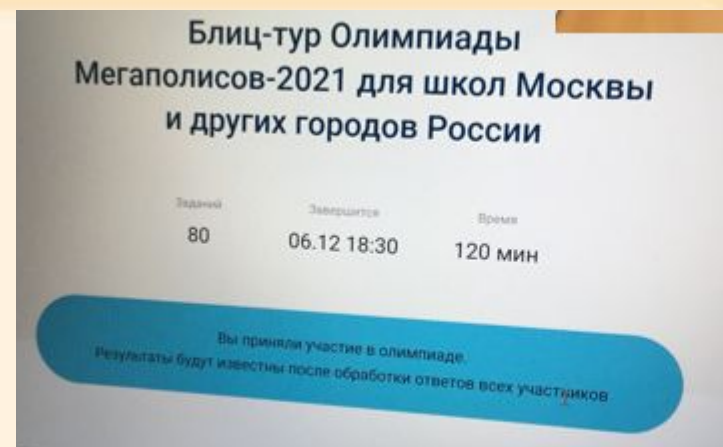 Блиц-тур Олимпиады
Мегаполисов-2021 для школ Москвы
и других городов России
Заданий
Завершится
Время
80
06.12 18:30
120 мин
Вы приняли участие в олимпиаде.
Результаты будут известны после обработки ответов всех участников